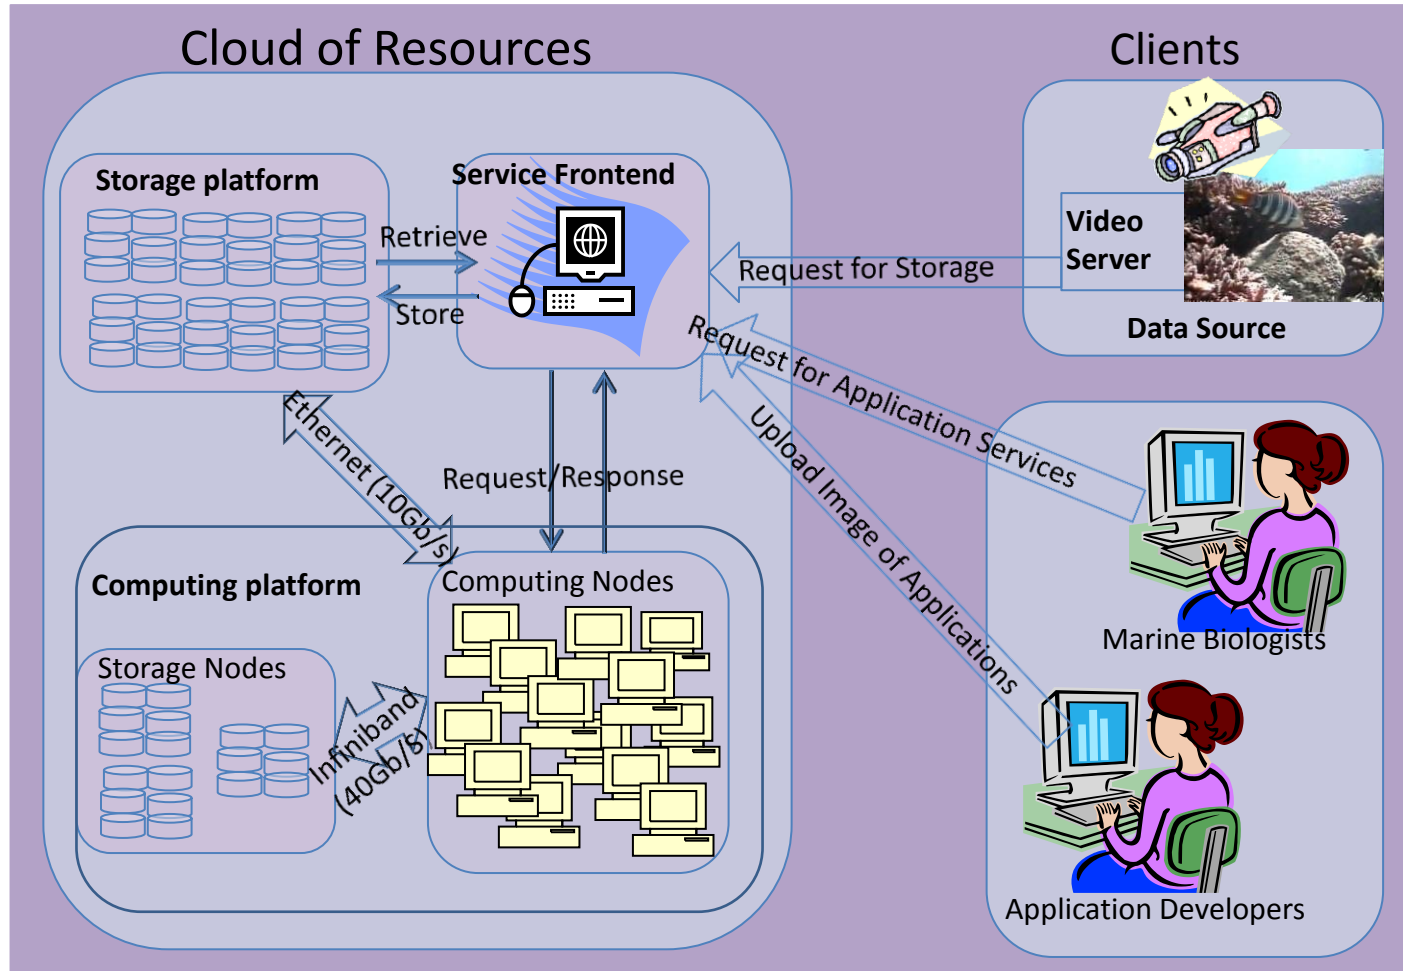 Cloud of Resources
Clients
Storage platform
Service Frontend
Retrieve
Store
Video
Server
Request for Storage
Data Source
Request for Application Services
Upload Image of Applications
Ethernet (10Gb/s)
Request/Response
Computing platform
Computing Nodes
Storage Nodes
Infiniband
(40Gb/s)
Marine Biologists
Application Developers